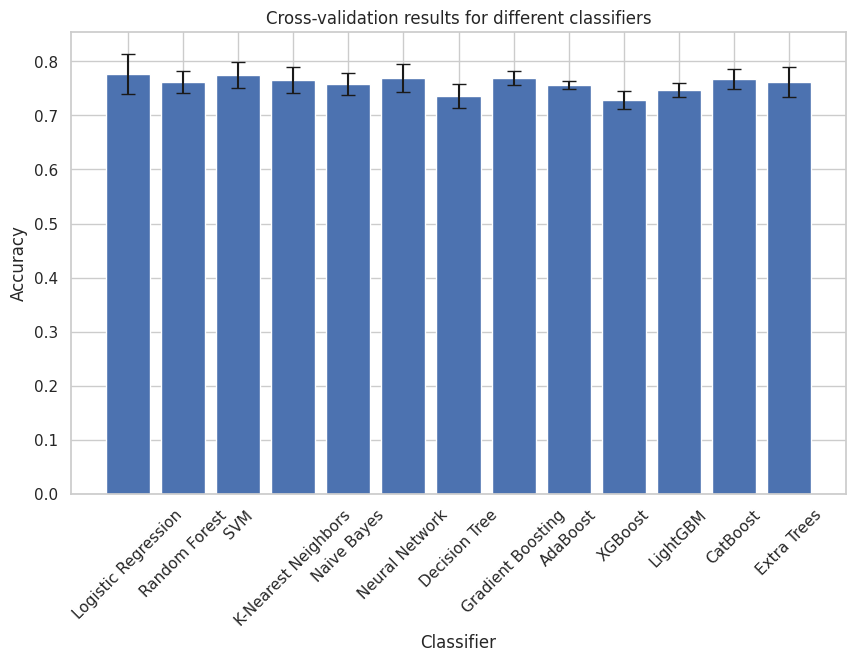 Cross-validation results for different classifiers
Accuracy
0.8
0.7
0.6
0.5
0.4
0.3
0.2
0.1
0.0
Logistic Regression
Random Forest
SVM
K-Nearest Neighbors
Naive Bayes
Neural Network
Decision Tree
Gradient Boosting
AdaBoost
XGBoost
LightGBM
CatBoost
Extra Trees
Classifier